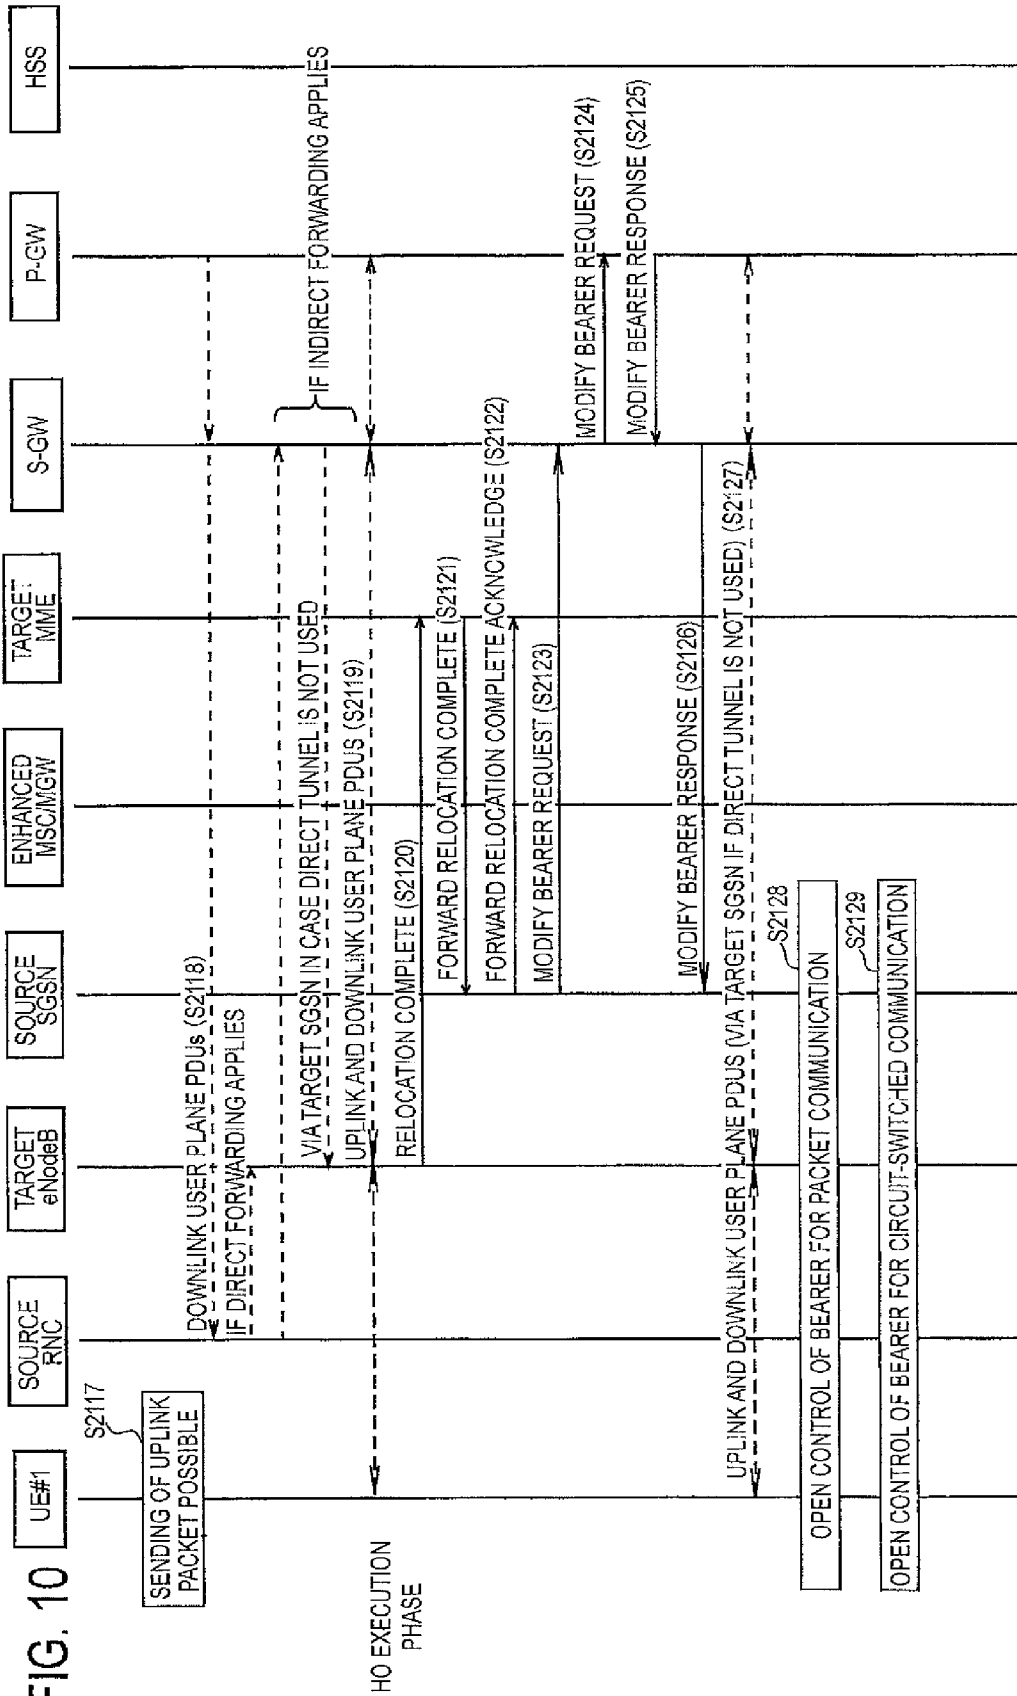 FIG. 10
UE#1
SOURCE
RNC
TARGET
eNodeB
SOURCE
SGSN
ENHANCED
MSC/MGW
TARGET
MME
S-GW
P-GW
HSS
S2117
SENDING OF UPLINK
PACKET POSSIBLE
DOWNLINK USER PLANE PDUs (S2118)
IF DIRECT FORWARDING APPLIES
IF INDIRECT FORWARDING APPLIES
VIA TARGET SGSN IN CASE DIRECT TUNNEL IS NOT USED
UPLINK AND DOWNLINK USER PLANE PDUS (S2119)
HO EXECUTION
PHASE
RELOCATION COMPLETE (S2120)
FORWARD RELOCATION COMPLETE (S2121)
FORWARD RELOCATION COMPLETE ACKNOWLEDGE (S2122)
MODIFY BEARER REQUEST (S2123)
MODIFY BEARER REQUEST (S2124)
MODIFY BEARER RESPONSE (S2125)
MODIFY BEARER RESPONSE (S2126)
UPLINK AND DOWNLINK USER PLANE PDUS (VIA TARGET SGSN IF DIRECT TUNNEL IS NOT USED) (S2127)
S2128
OPEN CONTROL OF BEARER FOR PACKET COMMUNICATION
S2129
OPEN CONTROL OF BEARER FOR CIRCUIT-SWITCHED COMMUNICATION